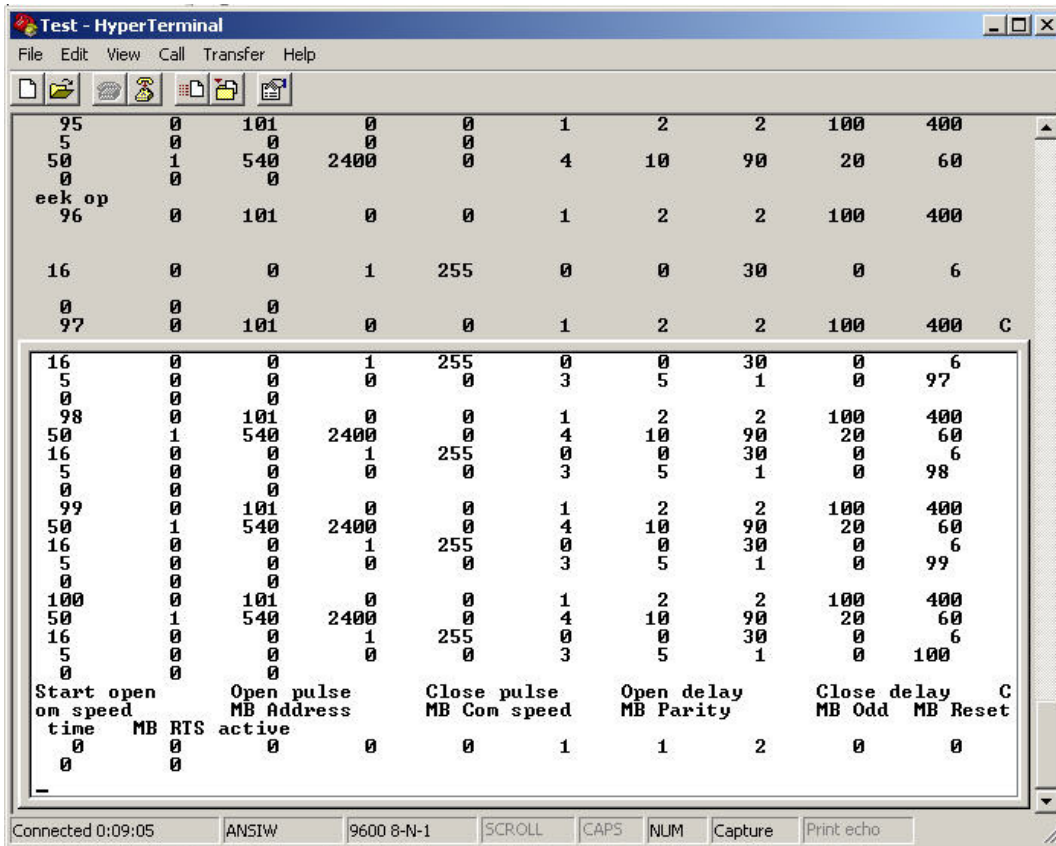 Test - HyperTerminal
File Edit View Call Transfer Help
95 0 101 0 0 1 2 2 100 400
5 0 0 0 0
50 1 540 2400 0 4 10 90 20 60
0 0 0
eek op
96 0 101 0 0 1 2 2 100 400
16 0 0 1 255 0 0 30 0 6
0 0 0
97 0 101 0 0 1 2 2 100 400 C
16 0 0 1 255 0 0 30 0 6
5 0 0 0 0 3 5 1 0 97
0 0 0
98 0 101 0 0 1 2 2 100 400
50 1 540 2400 0 4 10 90 20 60
16 0 0 1 255 0 0 30 0 6
5 0 0 0 0 3 5 1 0 98
0 0 0
99 0 101 0 0 1 2 2 100 400
50 1 540 2400 0 4 10 90 20 60
16 0 0 1 255 0 0 30 0 6
5 0 0 0 0 3 5 1 0 99
0 0 0
100 0 101 0 0 1 2 2 100 400
50 1 540 2400 0 4 10 90 20 60
16 0 0 1 255 0 0 30 0 6
5 0 0 0 0 3 5 1 0 100
0 0 0
Start open Open pulse Close pulse Open delay Close delay C
om speed MB Address MB Com speed MB Parity MB Odd MB Reset
time MB RTS active
0 0 0 0 0 1 1 2 0 0
0 0
Connected 0:09:05 ANSIW 9600 8-N-1 SCROLL CAPS NUM Capture Print echo